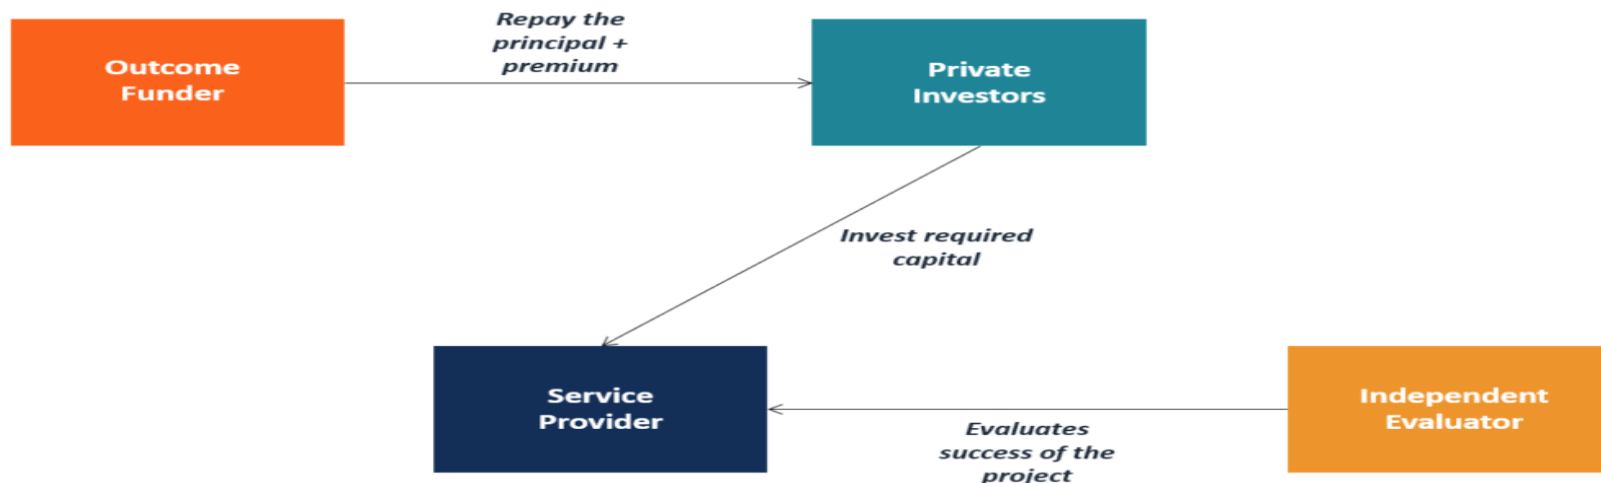 Repay the
principal +
premium
Outcome
Funder
Private
Investors
Invest required
capital
Service
Provider
Independent
Evaluator
Evaluates
success of the
project